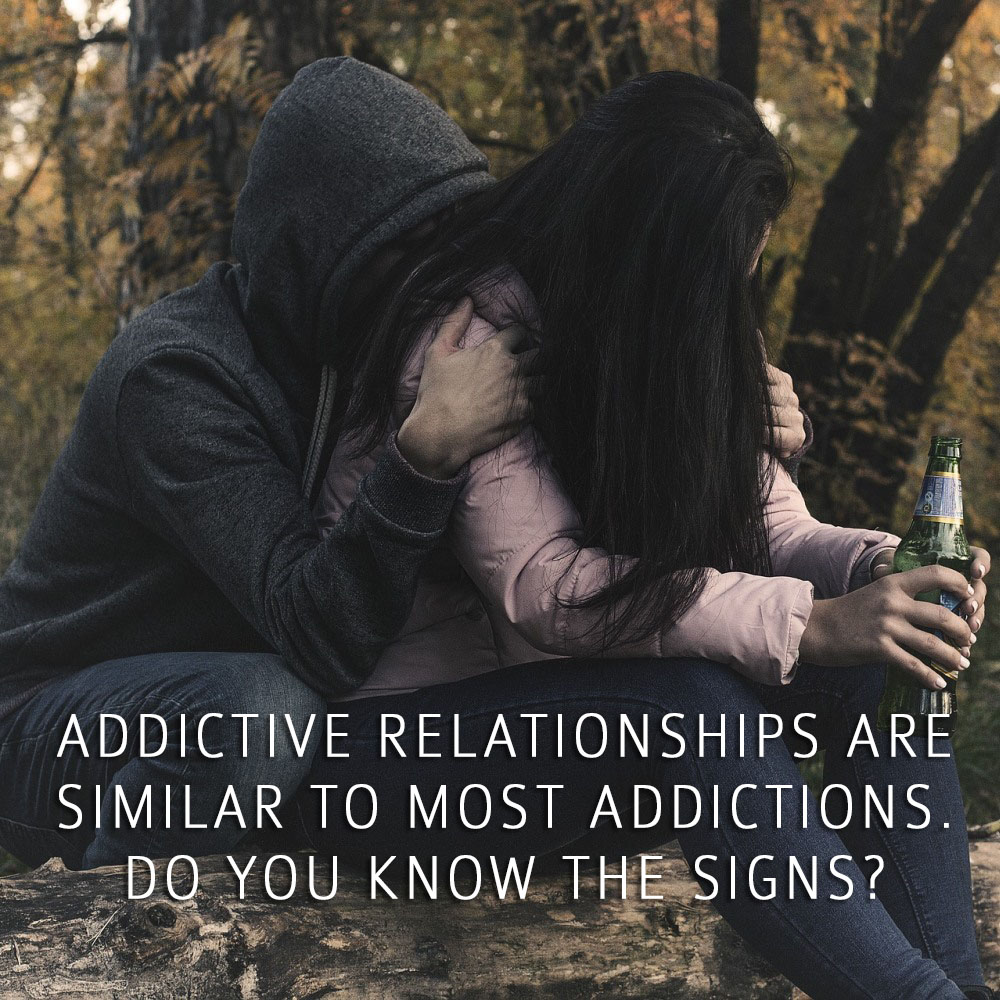 ADDICTIVE RELATIONSHIPS ARE
SIMILAR TO MOST ADDICTIONS.
DO YOU KNOW THE SIGNS?